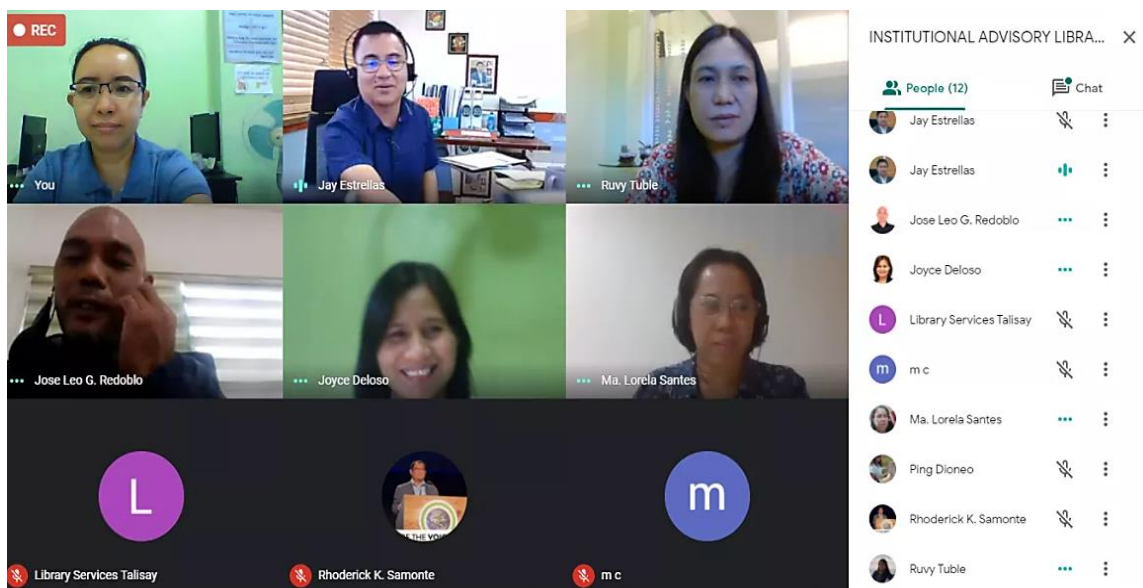 REC
You
Jay Estrellas
Ruvy Tuble
Jose Leo G. Redoblo
Joyce Deloso
Ma. Lorela Santes
L
THE VOIC
m
Library Services Talisay
Rhoderick K. Samonte
m c
INSTITUTIONAL ADVISORY LIBRA...
People (12)
Chat
Jay Estrellas
Jay Estrellas
Jose Leo G. Redoblo
Joyce Deloso
L Library Services Talisay
m m c
Ma. Lorela Santes
Ping Dioneo
Rhoderick K. Samonte
Ruvy Tuble